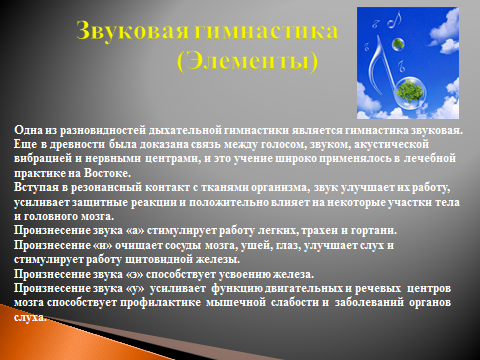 Звуковая гимнастика
(Элементы)
Одна из разновидностей дыхательной гимнастики является гимнастика звуковая.
Еще в древности была доказана связь между голосом, звуком, акустической
вибрацией и нервными центрами, и это учение широко применялось в лечебной
практике на Востоке.
Вступая в резонансный контакт с тканями организма, звук улучшает их работу,
усиливает защитные реакции и положительно влияет на некоторые участки тела
и головного мозга.
Произнесение звука «а» стимулирует работу легких, трахеи и гортани.
Произнесение «и» очищает сосуды мозга, ушей, глаз, улучшает слух и
стимулирует работу щитовидной железы.
Произнесение звука «э» способствует усвоению железа.
Произнесение звука «у» усиливает функцию двигательных и речевых центров
мозга способствует профилактике мышечной слабости и заболеваний органов
слуха.